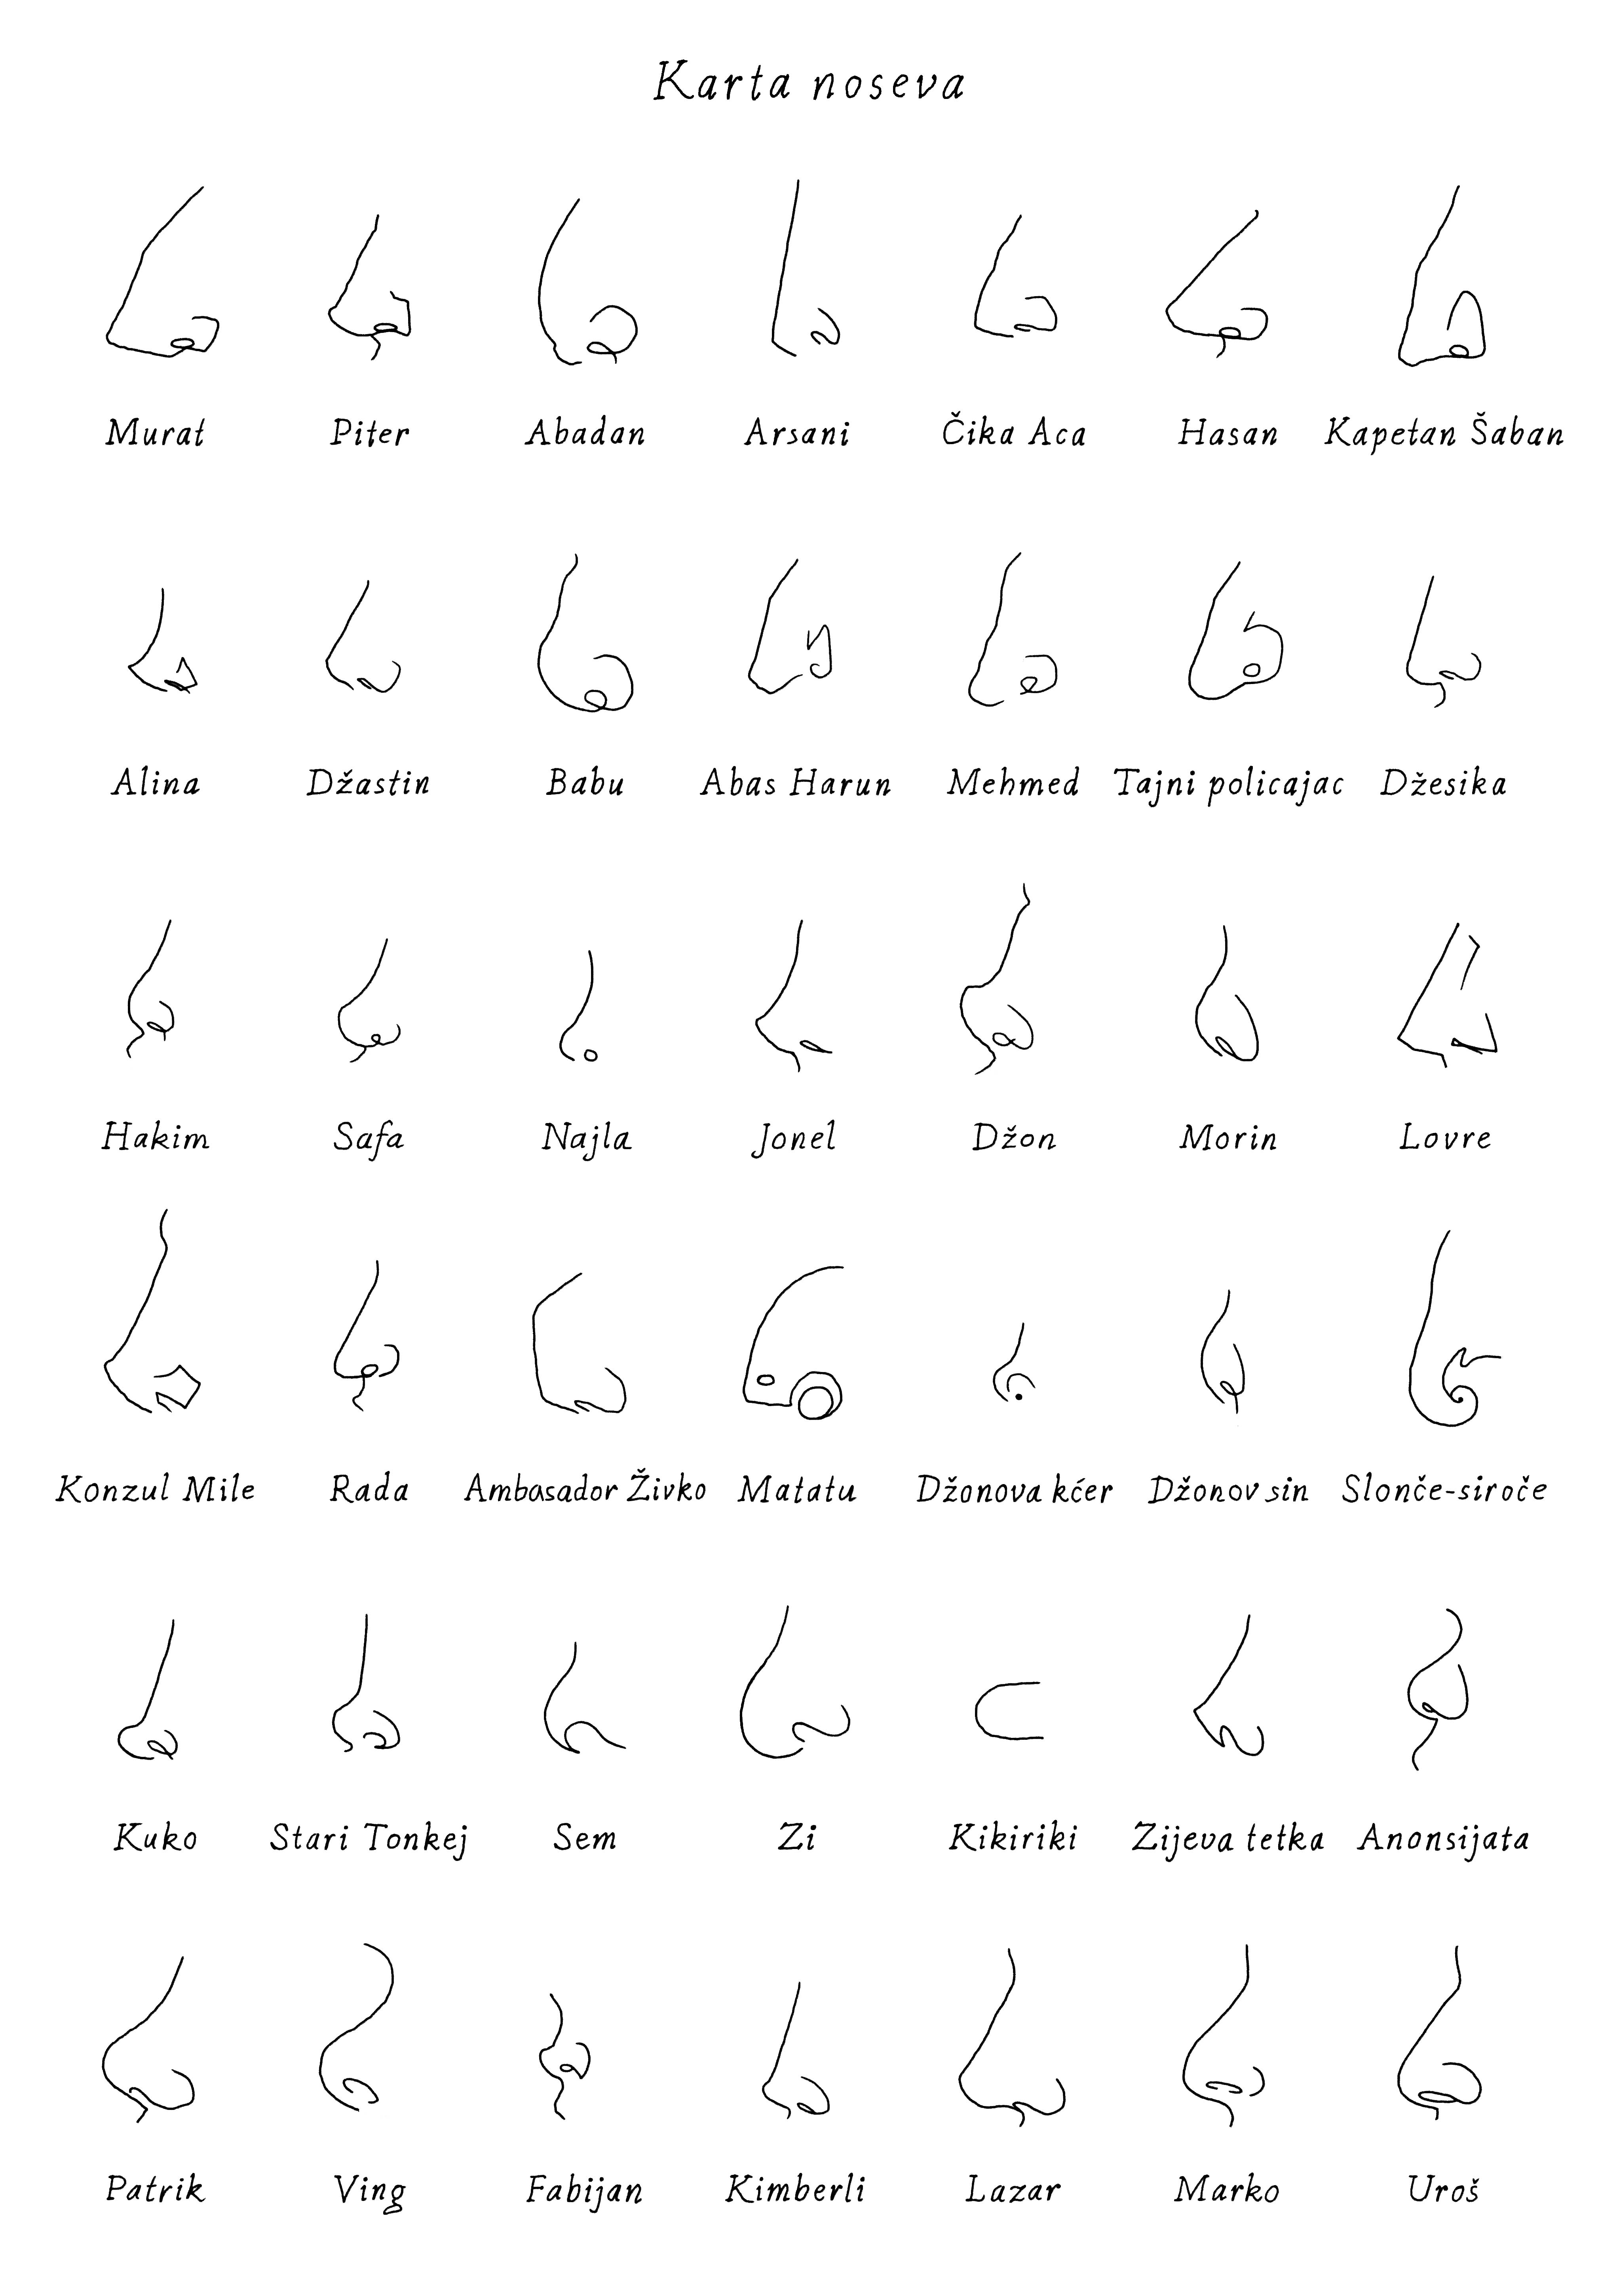 Karta noseva
Murat Piter Abadan Arsani Čika Aca Hasan Kapetan Šaban
Alina Džastin Babu Abas Harun Mehmed Tajni policajac Džesika
Hakim Safa Najla Jonel Džon Morin Lovre
Konzul Mile Rada Ambasador Živko Matatu Džonova kćer Džonov sin Slonče-siroče
Kuko Stari Tonkej Sem Zi Kikiriki Zijeva tetka Anonsijata
Patrik Ving Fabijan Kimberli Lazar Marko Uroš